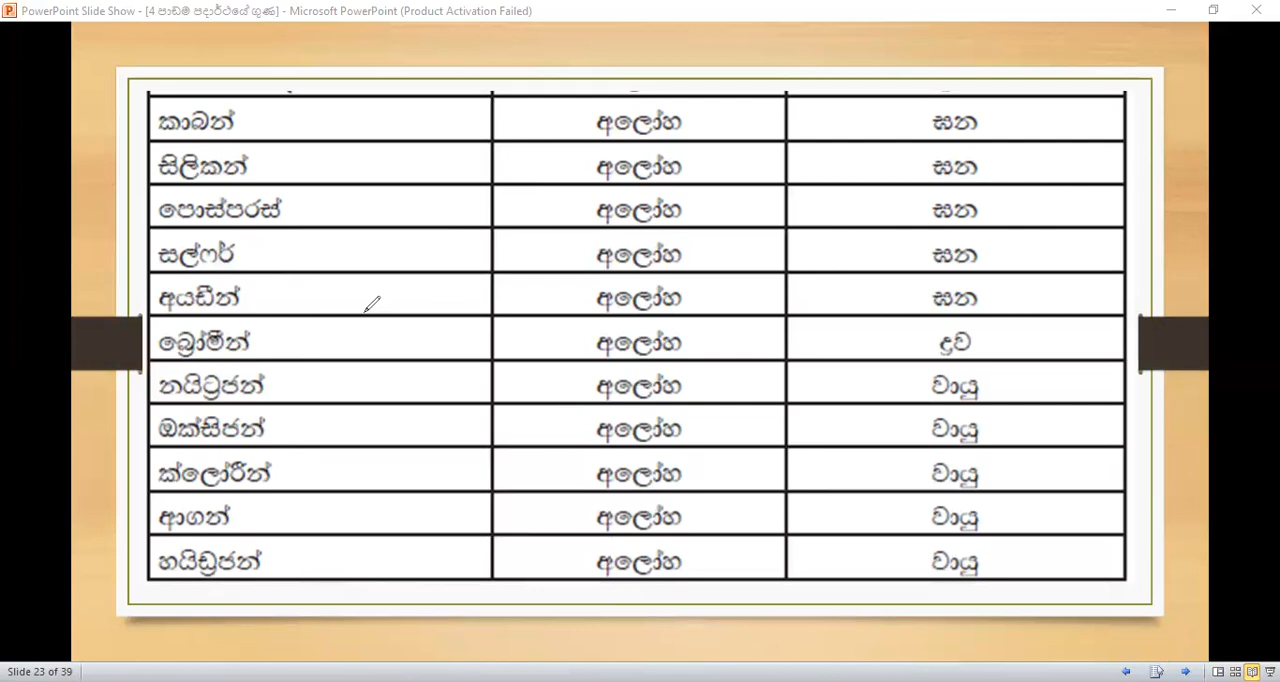 PowerPoint Slide Show - [4 පාඩම පදාර්ථයේ ගුණ] - Microsoft PowerPoint (Product Activation Failed)
කාබන් අලෝහ ඝන
සිලිකන් අලෝහ ඝන
පොස්පරස් අලෝහ ඝන
සල්ෆර් අලෝහ ඝන
අයඩීන් අලෝහ ඝන
බ්‍රෝමීන් අලෝහ ද්‍රව
නයිට්‍රජන් අලෝහ වායු
ඔක්සිජන් අලෝහ වායු
ක්ලෝරීන් අලෝහ වායු
ආගන් අලෝහ වායු
හයිඩ්‍රජන් අලෝහ වායු
Slide 23 of 39